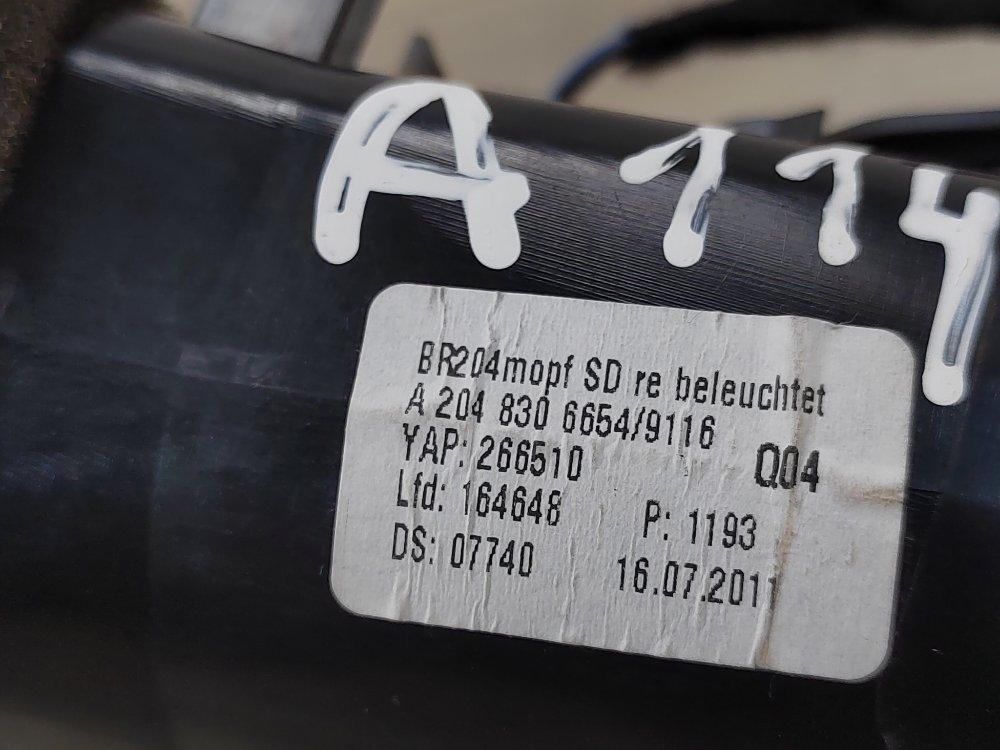 A 114
BR204mopf SD re beleuchtet
A 204 830 6654/9116
YAP: 266510 Q04
Lfd: 164648 P: 1193
DS: 07740 16.07.2011